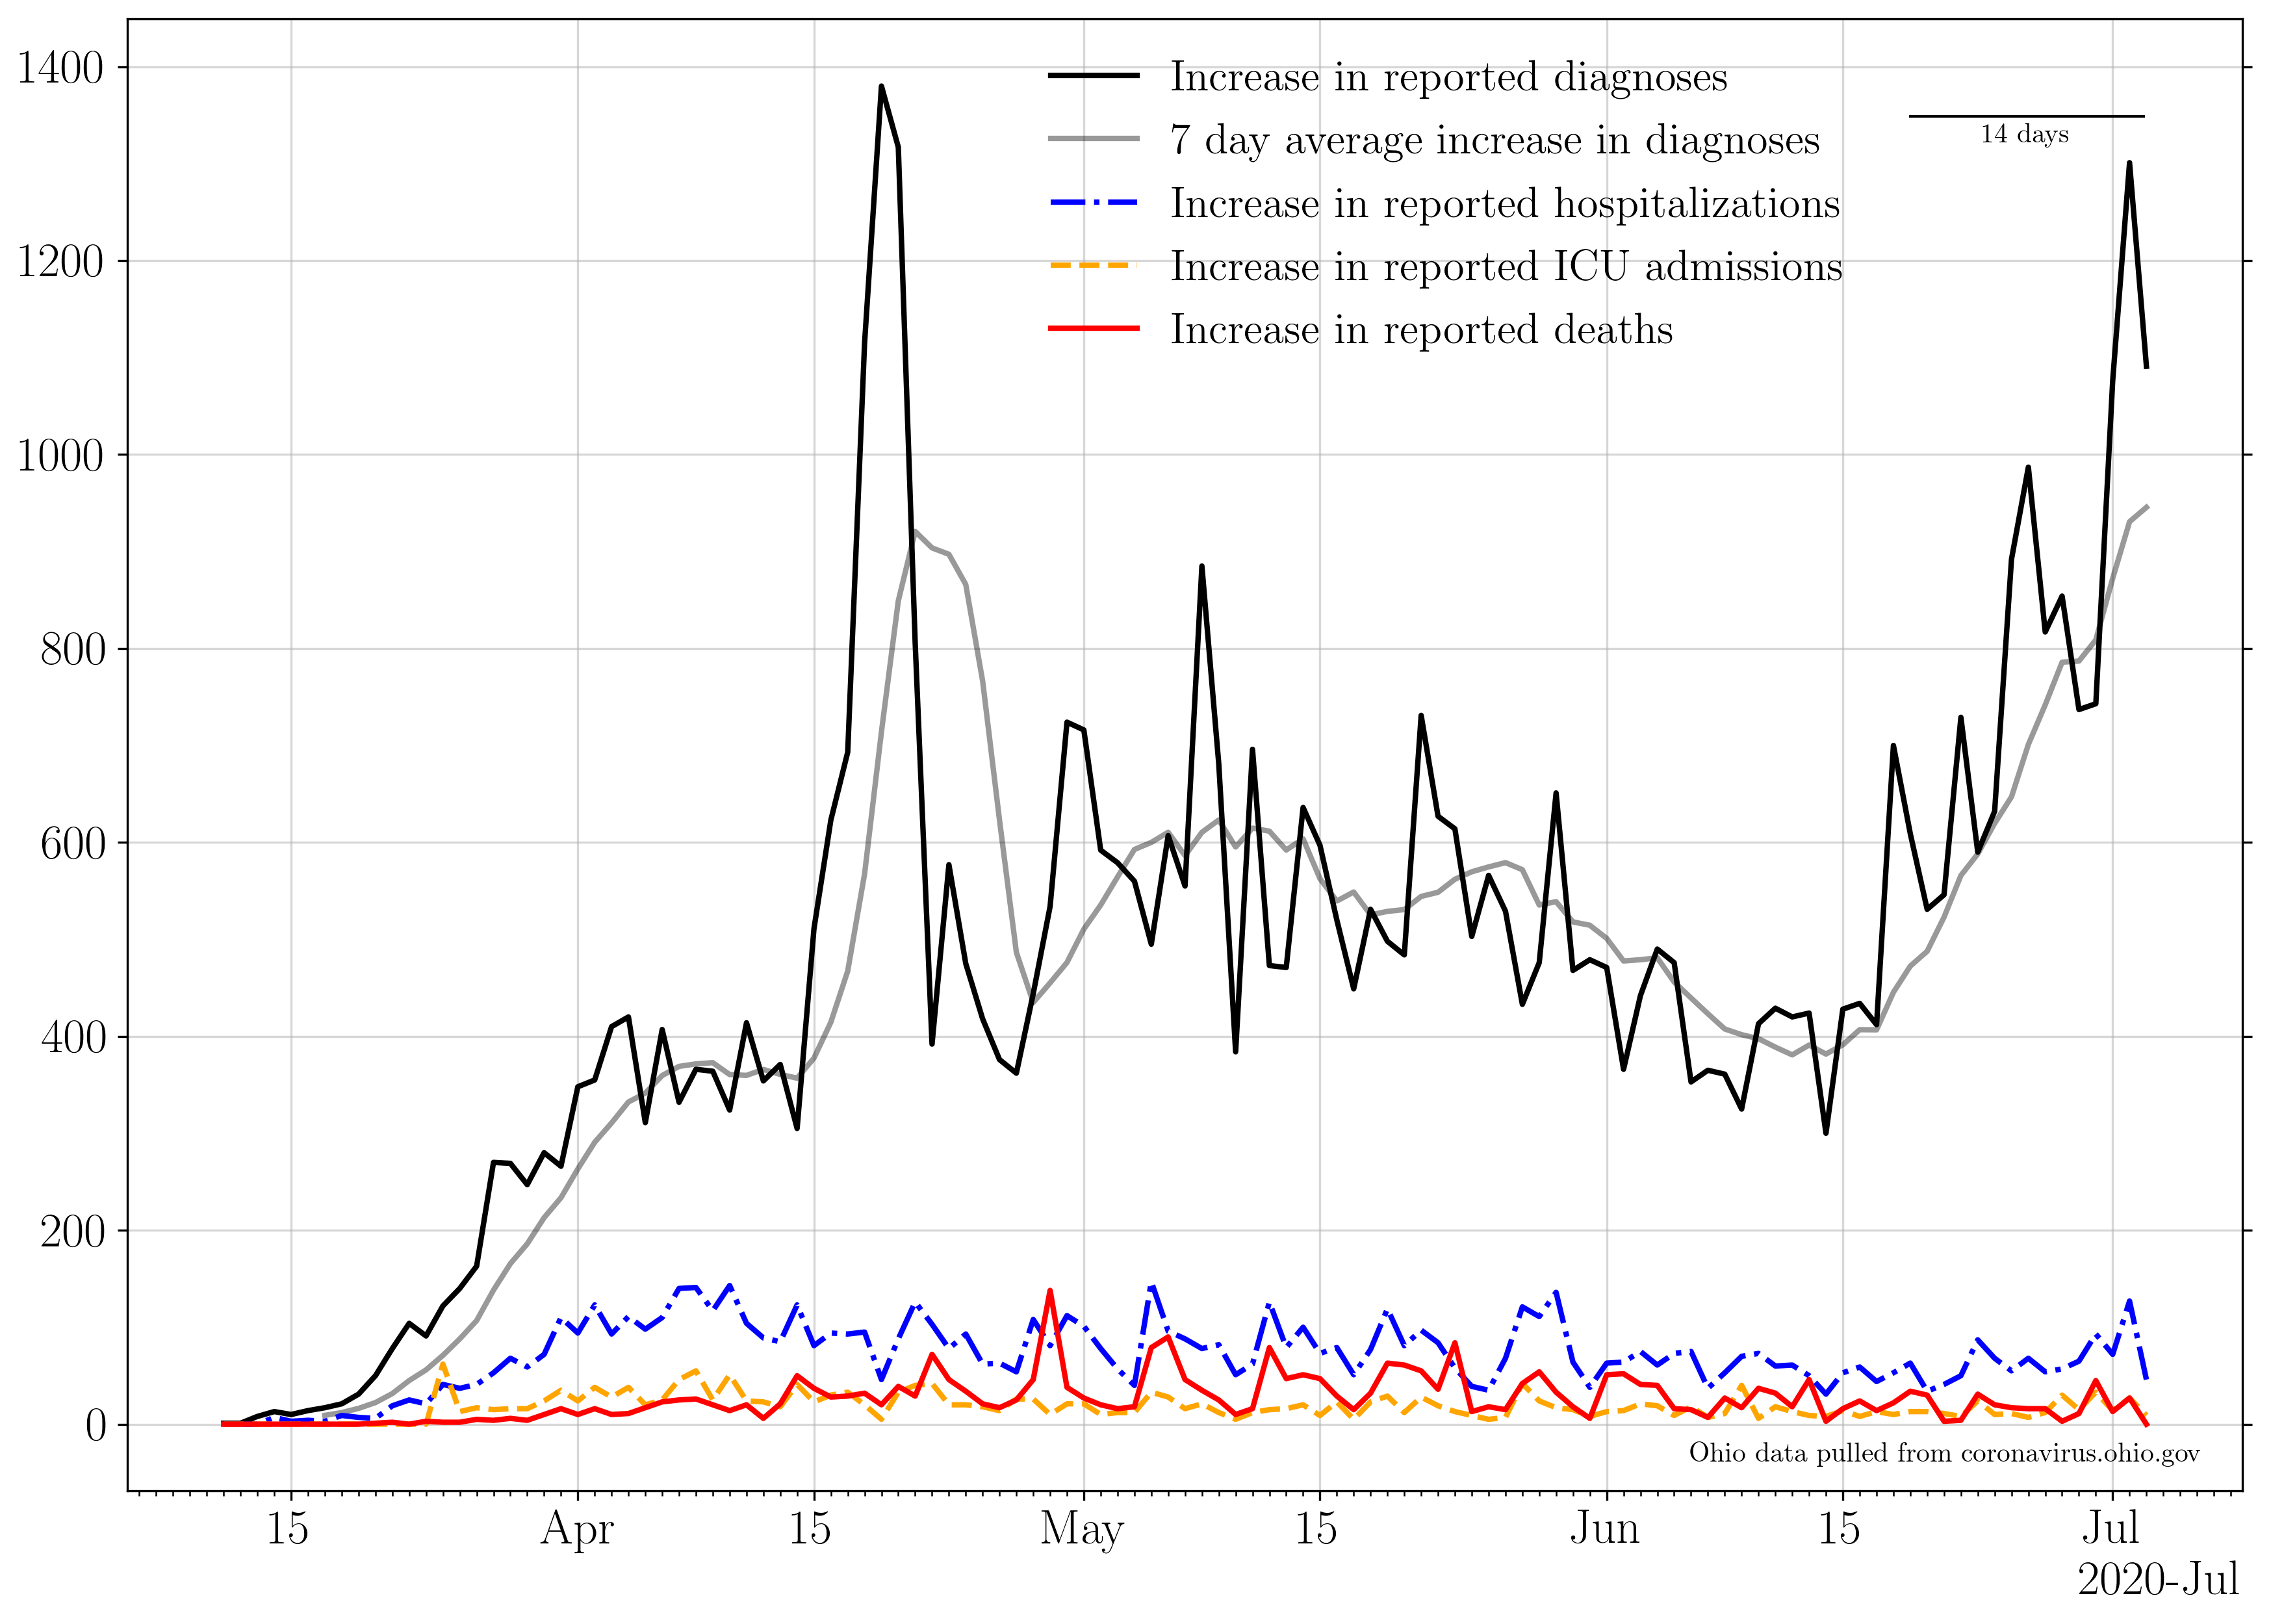 1400
1200
1000
800
600
400
200
0
Increase in reported diagnoses
7 day average increase in diagnoses
Increase in reported hospitalizations
Increase in reported ICU admissions
Increase in reported deaths
14 days
Ohio data pulled from coronavirus.ohio.gov
15 Apr 15 May 15 Jun 15 Jul
2020-Jul